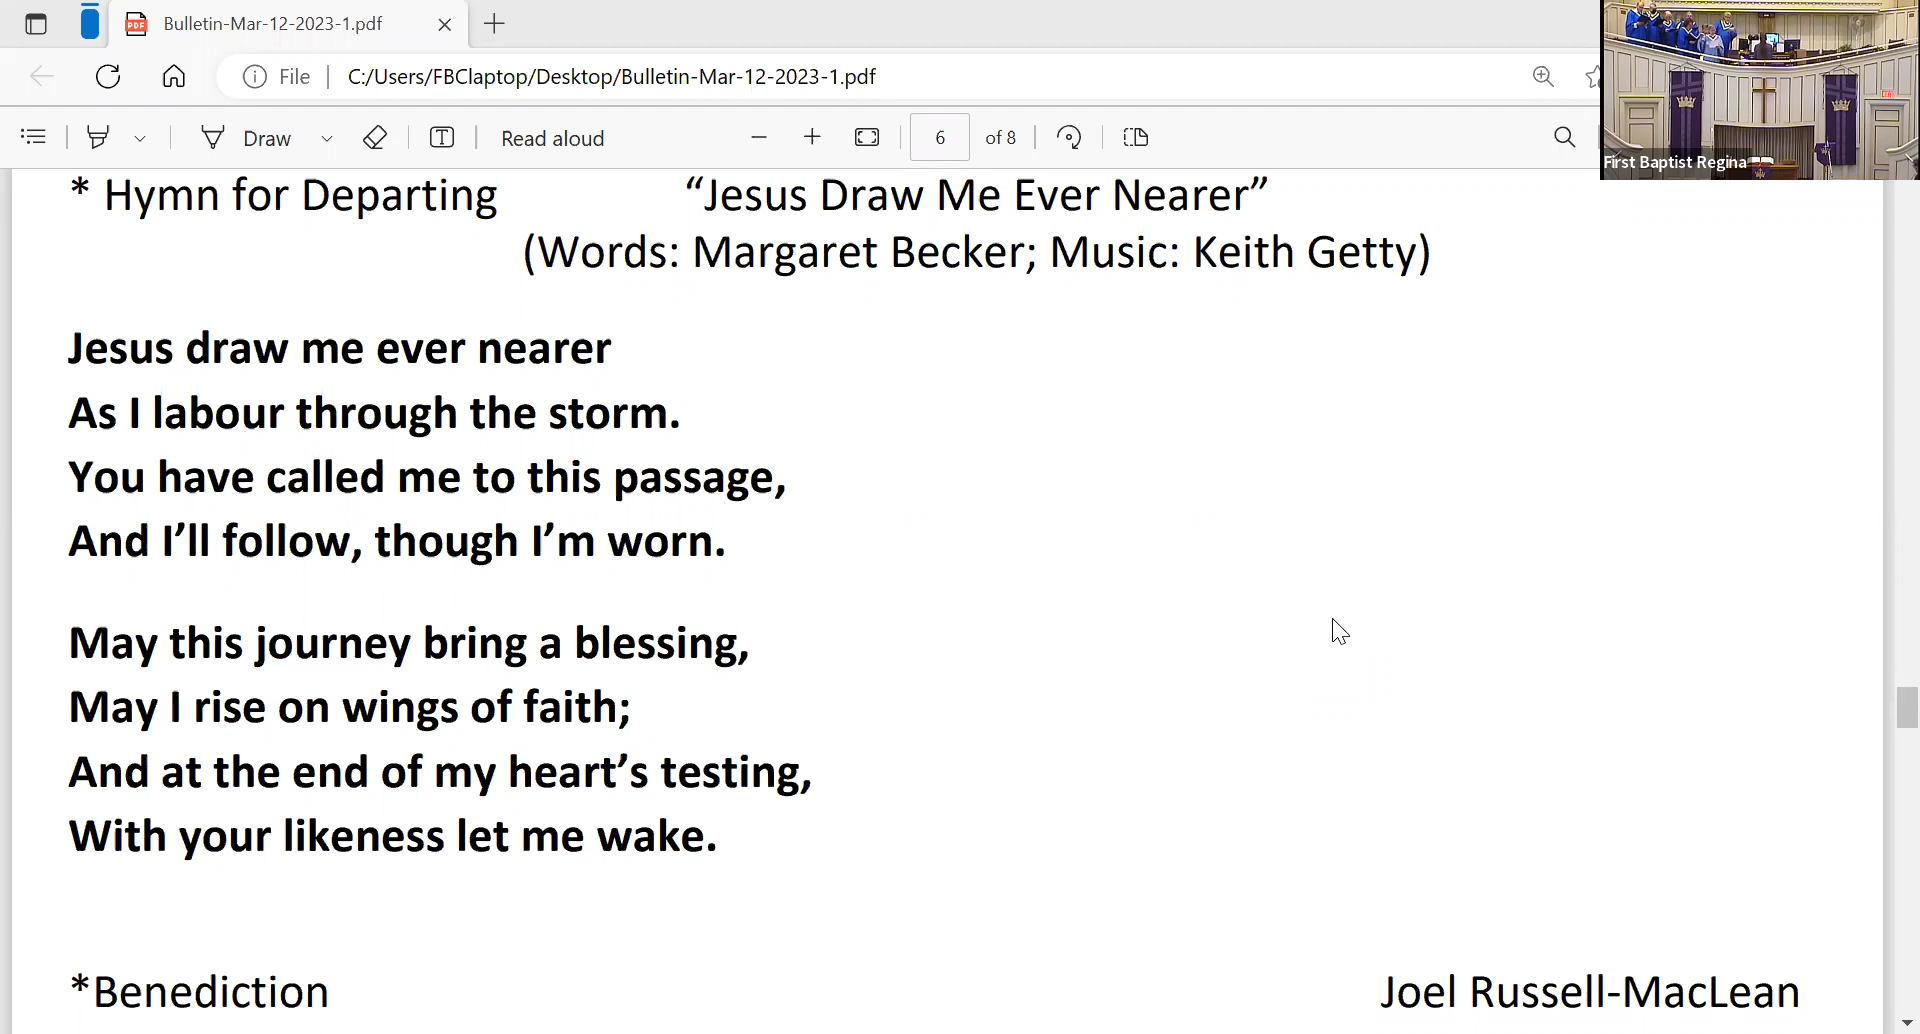 Bulletin-Mar-12-2023-1.pdf
File
C:/Users/FBClaptop/Desktop/Bulletin-Mar-12-2023-1.pdf
Draw
Read aloud
6 of 8
First Baptist Regina
* Hymn for Departing “Jesus Draw Me Ever Nearer”
(Words: Margaret Becker; Music: Keith Getty)
Jesus draw me ever nearer
As I labour through the storm.
You have called me to this passage,
And I’ll follow, though I’m worn.
May this journey bring a blessing,
May I rise on wings of faith;
And at the end of my heart’s testing,
With your likeness let me wake.
*Benediction Joel Russell-MacLean